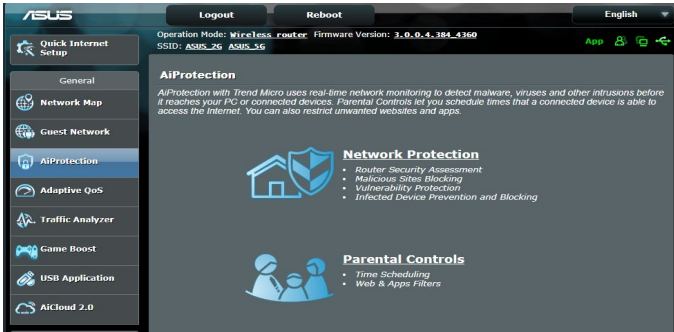 ASUS
Logout
Reboot
English
Quick Internet
Setup
Operation Mode: Wireless router Firmware Version: 3.0.0.4.384_4360
SSID: ASUS_2G ASUS_5G
App
General
Network Map
Guest Network
AiProtection
Adaptive QoS
Traffic Analyzer
Game Boost
USB Application
AiCloud 2.0
AiProtection
AiProtection with Trend Micro uses real-time network monitoring to detect malware, viruses and other intrusions before
it reaches your PC or connected devices. Parental Controls let you schedule times that a connected device is able to
access the Internet. You can also restrict unwanted websites and apps.
Network Protection
• Router Security Assessment
• Malicious Sites Blocking
• Vulnerability Protection
• Infected Device Prevention and Blocking
Parental Controls
• Time Scheduling
• Web & Apps Filters